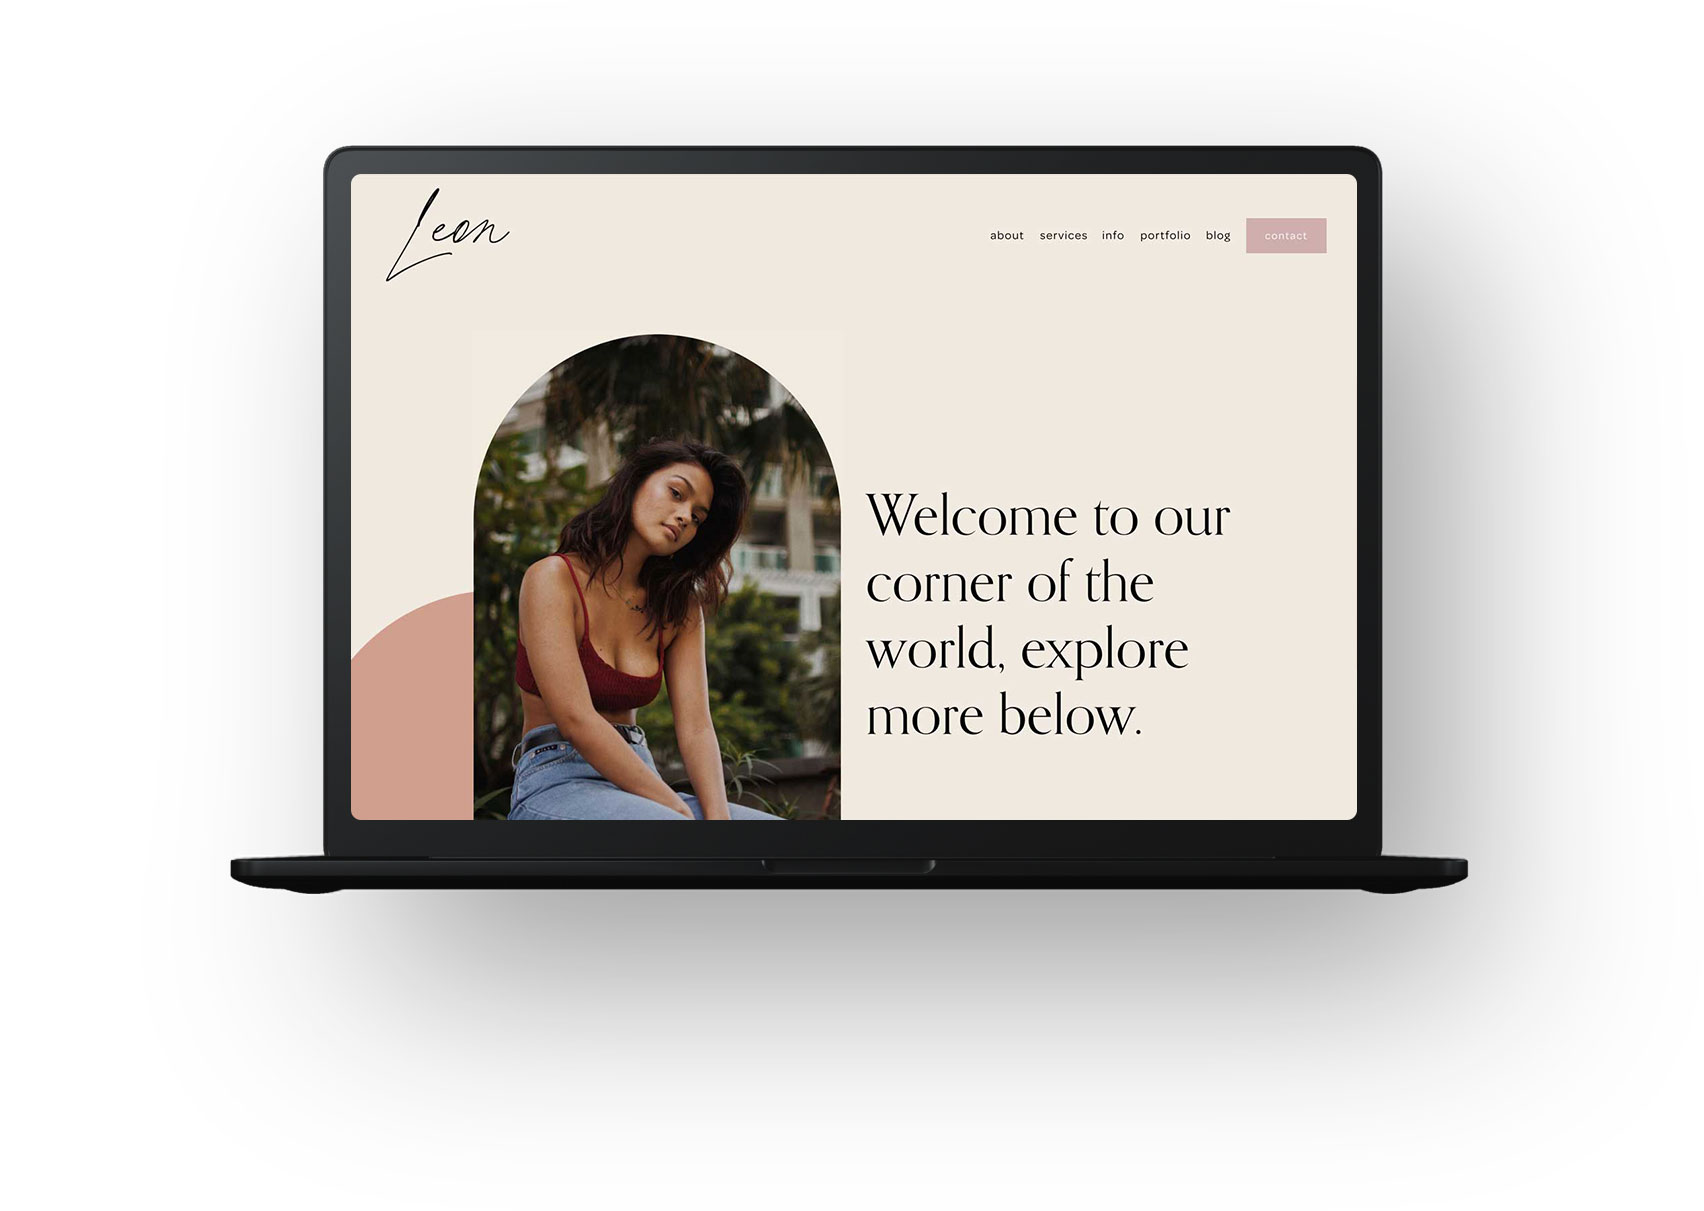 Leon
about services info portfolio blog contact
Welcome to our
corner of the
world, explore
more below.